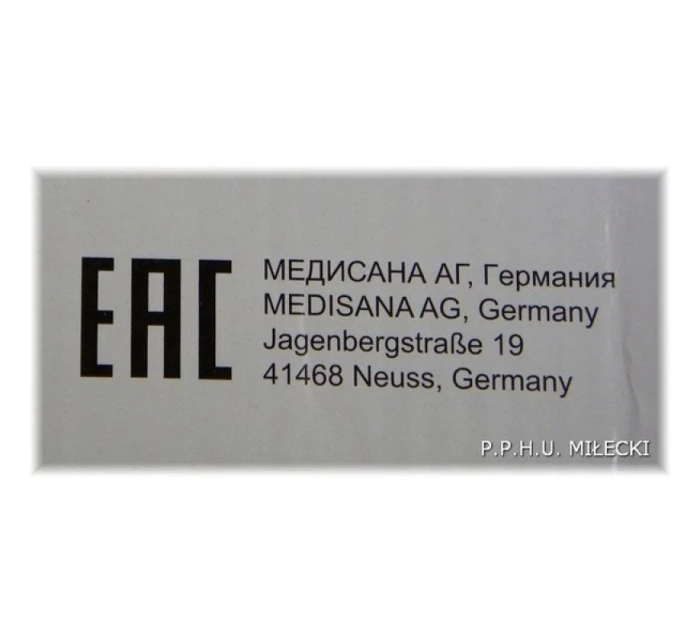 EAC
МЕДИСАНА АГ, Германия
MEDISANA AG, Germany
Jagenbergstraße 19
41468 Neuss, Germany
P.P.H.U. MIŁECKI